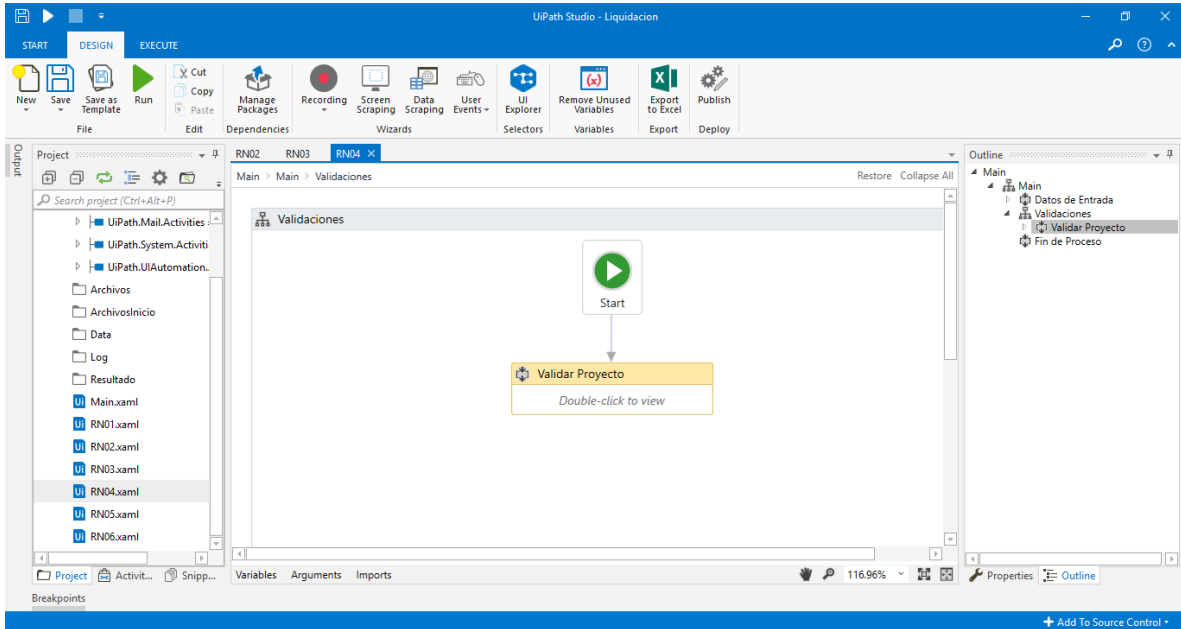 UiPath Studio - Liquidacion
START DESIGN EXECUTE
New Save Save as Template Run
Cut
Copy
Paste
Manage Packages Recording Screen Scraping Data Scraping User Events UI Explorer Remove Unused Variables Export to Excel Publish
File Edit Dependencies Wizards Selectors Variables Export Deploy
Output
Project
Search project (Ctrl+Alt+P)
UiPath.Mail.Activities
UiPath.System.Activiti
UiPath.UIAutomation.
Archivos
ArchivosInicio
Data
Log
Resultado
Main.xaml
RN01.xaml
RN02.xaml
RN03.xaml
RN04.xaml
RN05.xaml
RN06.xaml
Project Activit... Snipp...
RN02 RN03 RN04
Main > Main > Validaciones Restore Collapse All
Validaciones
Start
Validar Proyecto
Double-click to view
Variables Arguments Imports 116.96%
Outline
Main
Main
Datos de Entrada
Validaciones
Validar Proyecto
Fin de Proceso
Properties Outline
Breakpoints
Add To Source Control